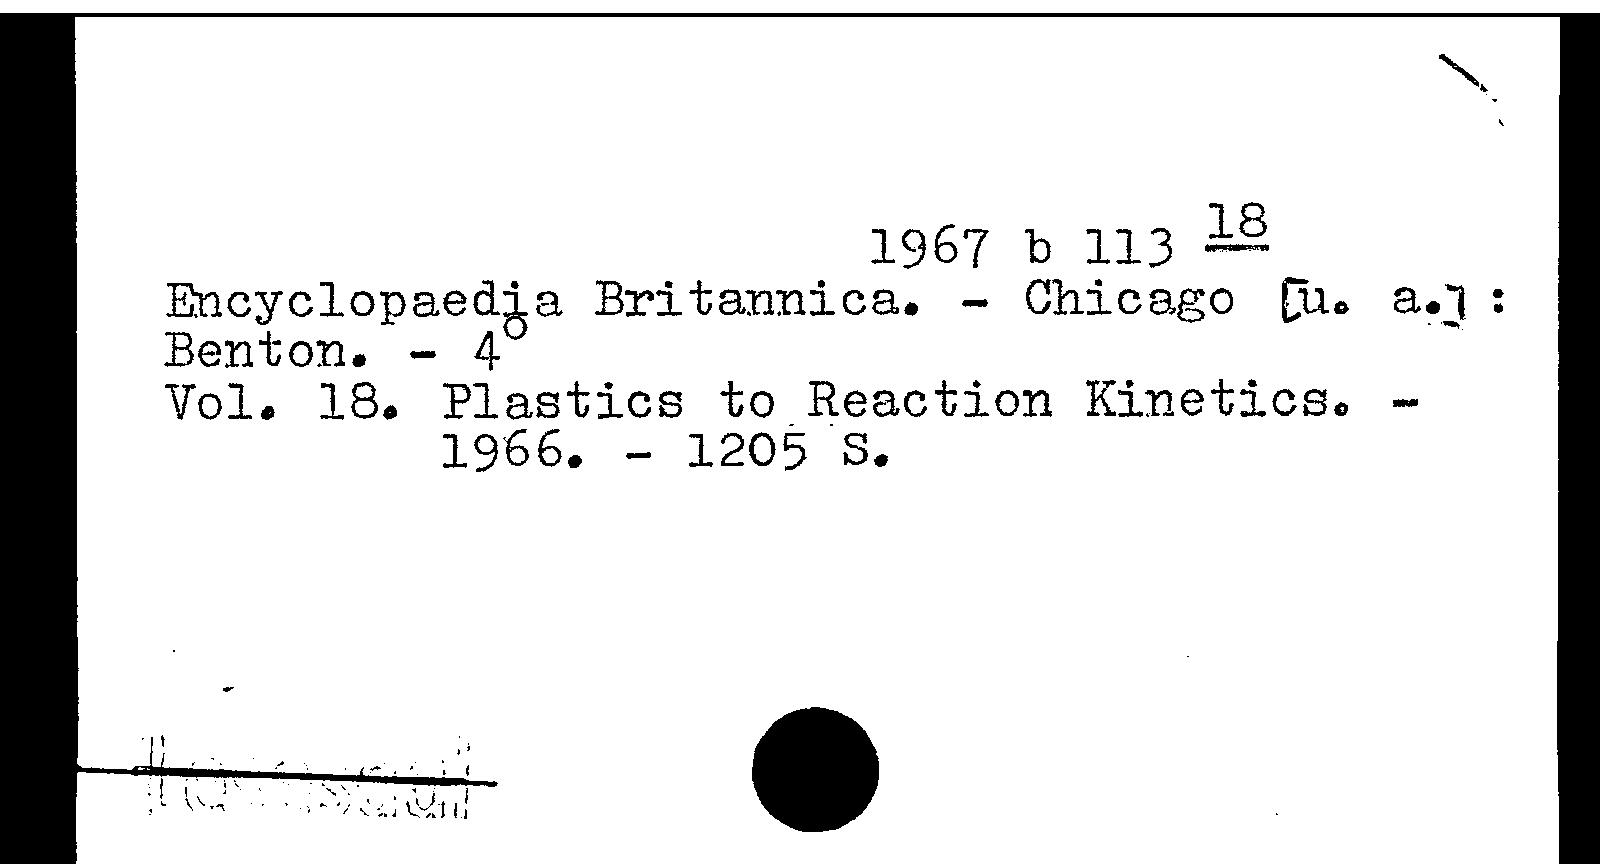 1967 b 113 18
Encyclopaedia Britannica. - Chicago [u. a.] :
Benton. - 4°
Vol. 18. Plastics to Reaction Kinetics. -
1966. - 1205 S.